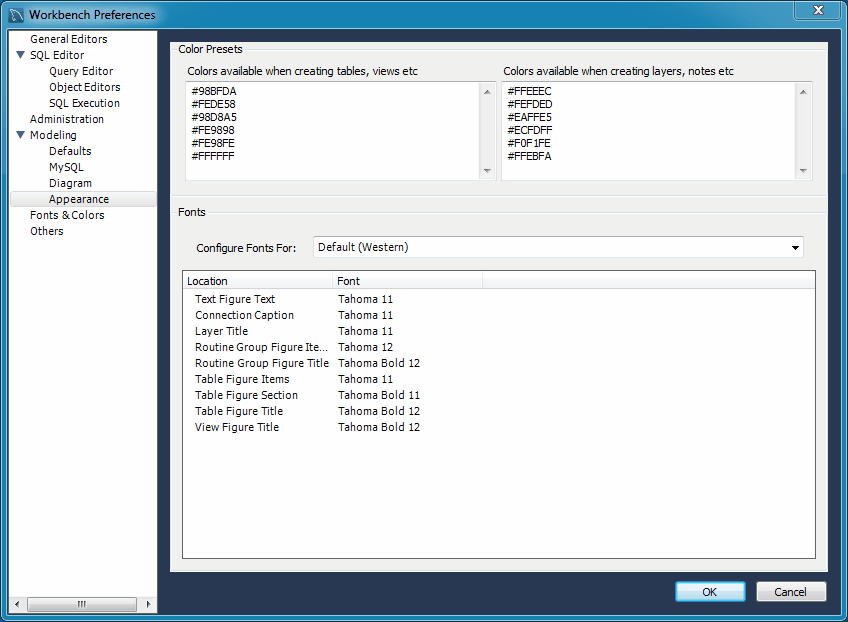 Workbench Preferences
General Editors
SQL Editor
Query Editor
Object Editors
SQL Execution
Administration
Modeling
Defaults
MySQL
Diagram
Appearance
Fonts & Colors
Others
Color Presets
Colors available when creating tables, views etc
#98BFDA
#FEDE58
#98D8A5
#FE9898
#FE98FE
#FFFFFF
Colors available when creating layers, notes etc
#FFEEEC
#FEFDED
#EAFFE5
#ECFDFF
#F0F1FE
#FFEBFA
Fonts
Configure Fonts For: Default (Western)
Location Font
Text Figure Text Tahoma 11
Connection Caption Tahoma 11
Layer Title Tahoma 11
Routine Group Figure Ite... Tahoma 12
Routine Group Figure Title Tahoma Bold 12
Table Figure Items Tahoma 11
Table Figure Section Tahoma Bold 11
Table Figure Title Tahoma Bold 12
View Figure Title Tahoma Bold 12
OK Cancel